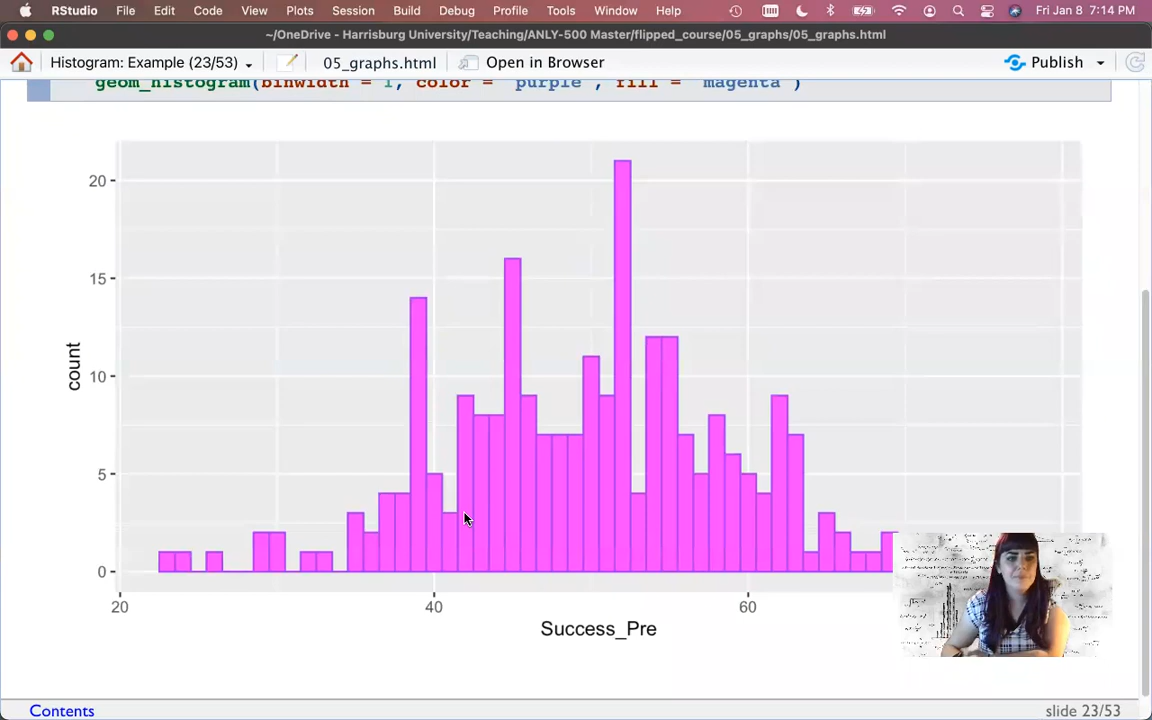 RStudio File Edit Code View Plots Session Build Debug Profile Tools Window Help Fri Jan 8 7:14 PM
~/OneDrive - Harrisburg University/Teaching/ANLY-500 Master/flipped_course/05_graphs/05_graphs.html
Histogram: Example (23/53) 05_graphs.html Open in Browser Publish
geom_histogram(binwidth = 1, color = "purple", fill = "magenta")
20
15
10
5
0
count
20 40 60
Success_Pre
Contents slide 23/53